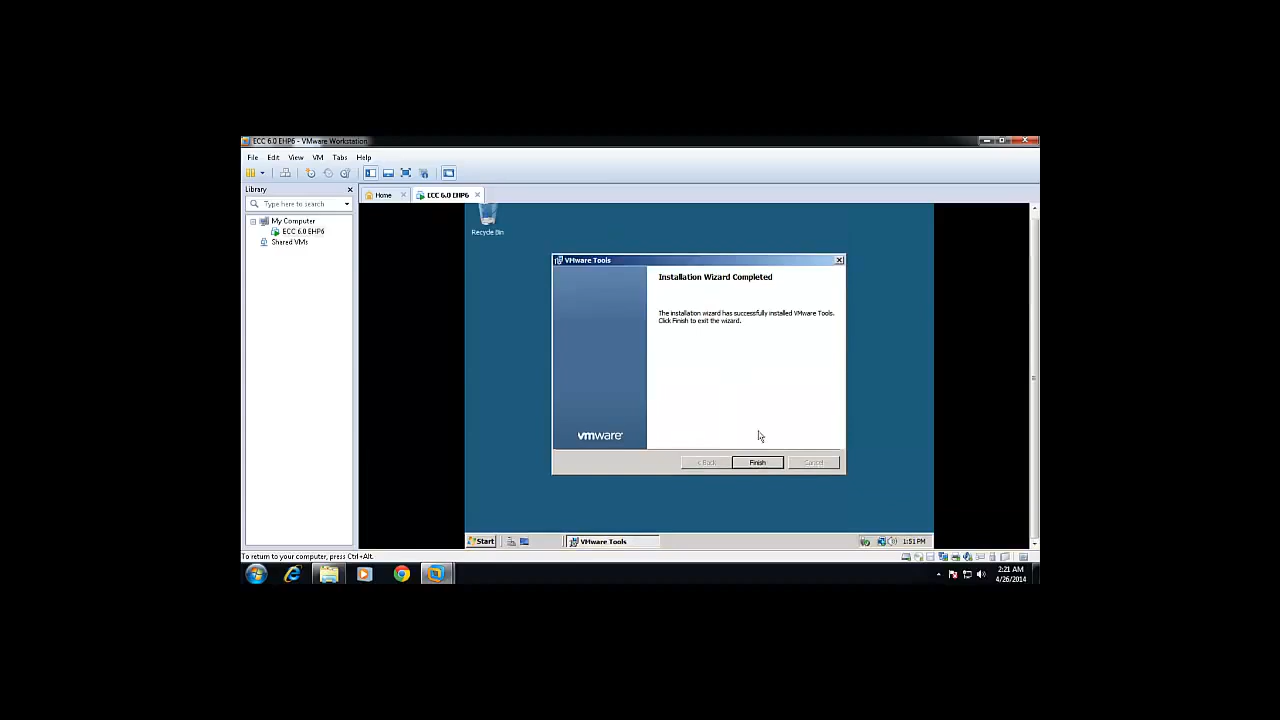 ECC 6.0 EHP6 - VMware Workstation
File Edit View VM Tabs Help
Library
Home
ECC 6.0 EHP6
Type here to search
My Computer
ECC 6.0 EHP6
Shared VMs
Recycle Bin
VMware Tools
Installation Wizard Completed
The installation wizard has successfully installed VMware Tools.
Click Finish to exit the wizard.
vmware
< Back
Finish
Cancel
Start
VMware Tools
1:51 PM
To return to your computer, press Ctrl+Alt.
2:21 AM
4/26/2014